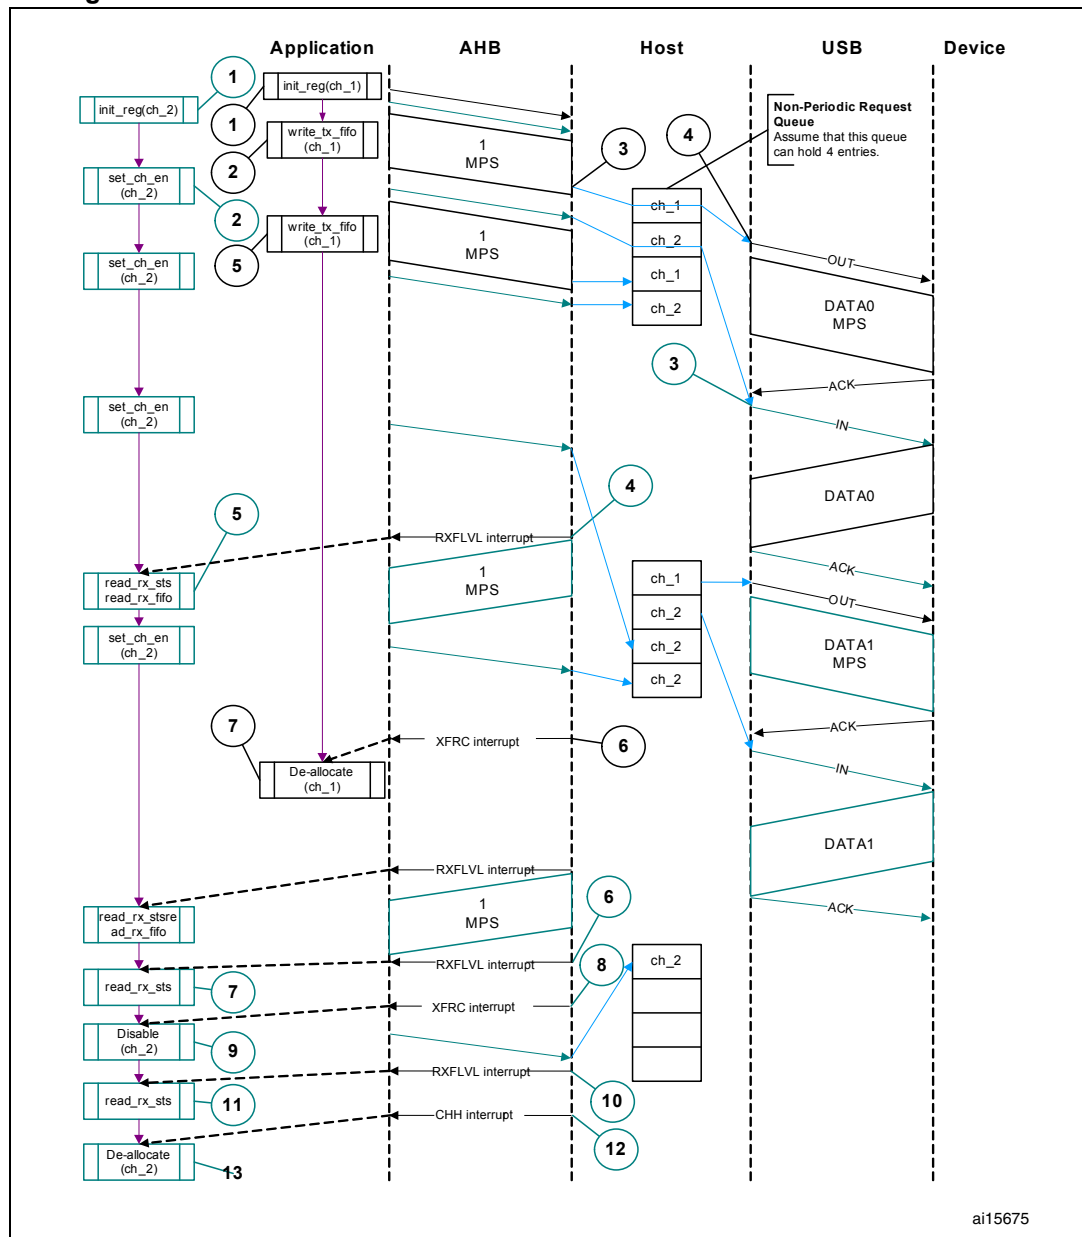 Application AHB Host USB Device
1
init_reg(ch_1)
init_reg(ch_2)
1
Non-Periodic Request
Queue
Assume that this queue
can hold 4 entries.
write_tx_fifo
(ch_1)
1
MPS
3
4
2
set_ch_en
(ch_2)
2
ch_1
ch_2
ch_1
ch_2
write_tx_fifo
(ch_1)
5
1
MPS
set_ch_en
(ch_2)
OUT
DATA0
MPS
3
ACK
set_ch_en
(ch_2)
IN
5
4
DATA0
RXFLVL interrupt
ACK
read_rx_sts
read_rx_fifo
1
MPS
ch_1
ch_2
ch_2
ch_2
OUT
set_ch_en
(ch_2)
DATA1
MPS
7
XFRC interrupt
6
ACK
De-allocate
(ch_1)
IN
DATA1
RXFLVL interrupt
read_rx_stsre
ad_rx_fifo
1
MPS
6
ACK
RXFLVL interrupt
8
ch_2
read_rx_sts
7
XFRC interrupt
Disable
(ch_2)
9
RXFLVL interrupt
read_rx_sts
11
10
CHH interrupt
12
De-allocate
(ch_2)
13
ai15675